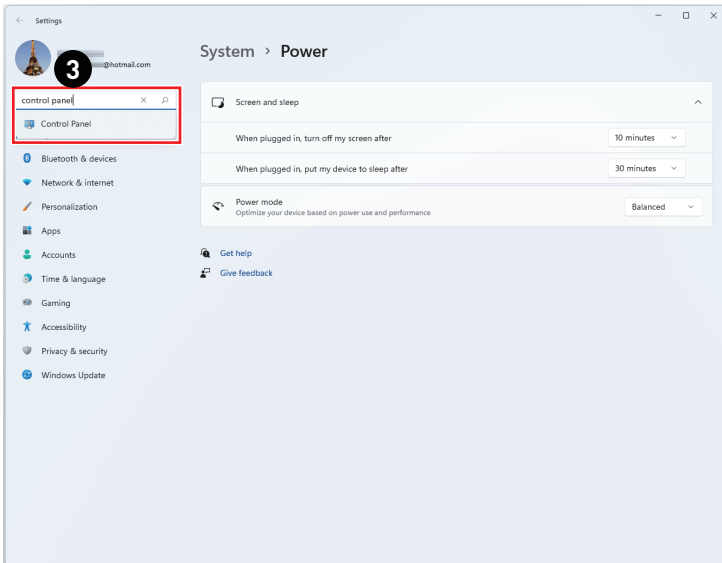 Settings
3
@hotmail.com
control panel
Control Panel
Bluetooth & devices
Network & internet
Personalization
Apps
Accounts
Time & language
Gaming
Accessibility
Privacy & security
Windows Update
System > Power
Screen and sleep
When plugged in, turn off my screen after 10 minutes
When plugged in, put my device to sleep after 30 minutes
Power mode
Optimize your device based on power use and performance
Balanced
Get help
Give feedback